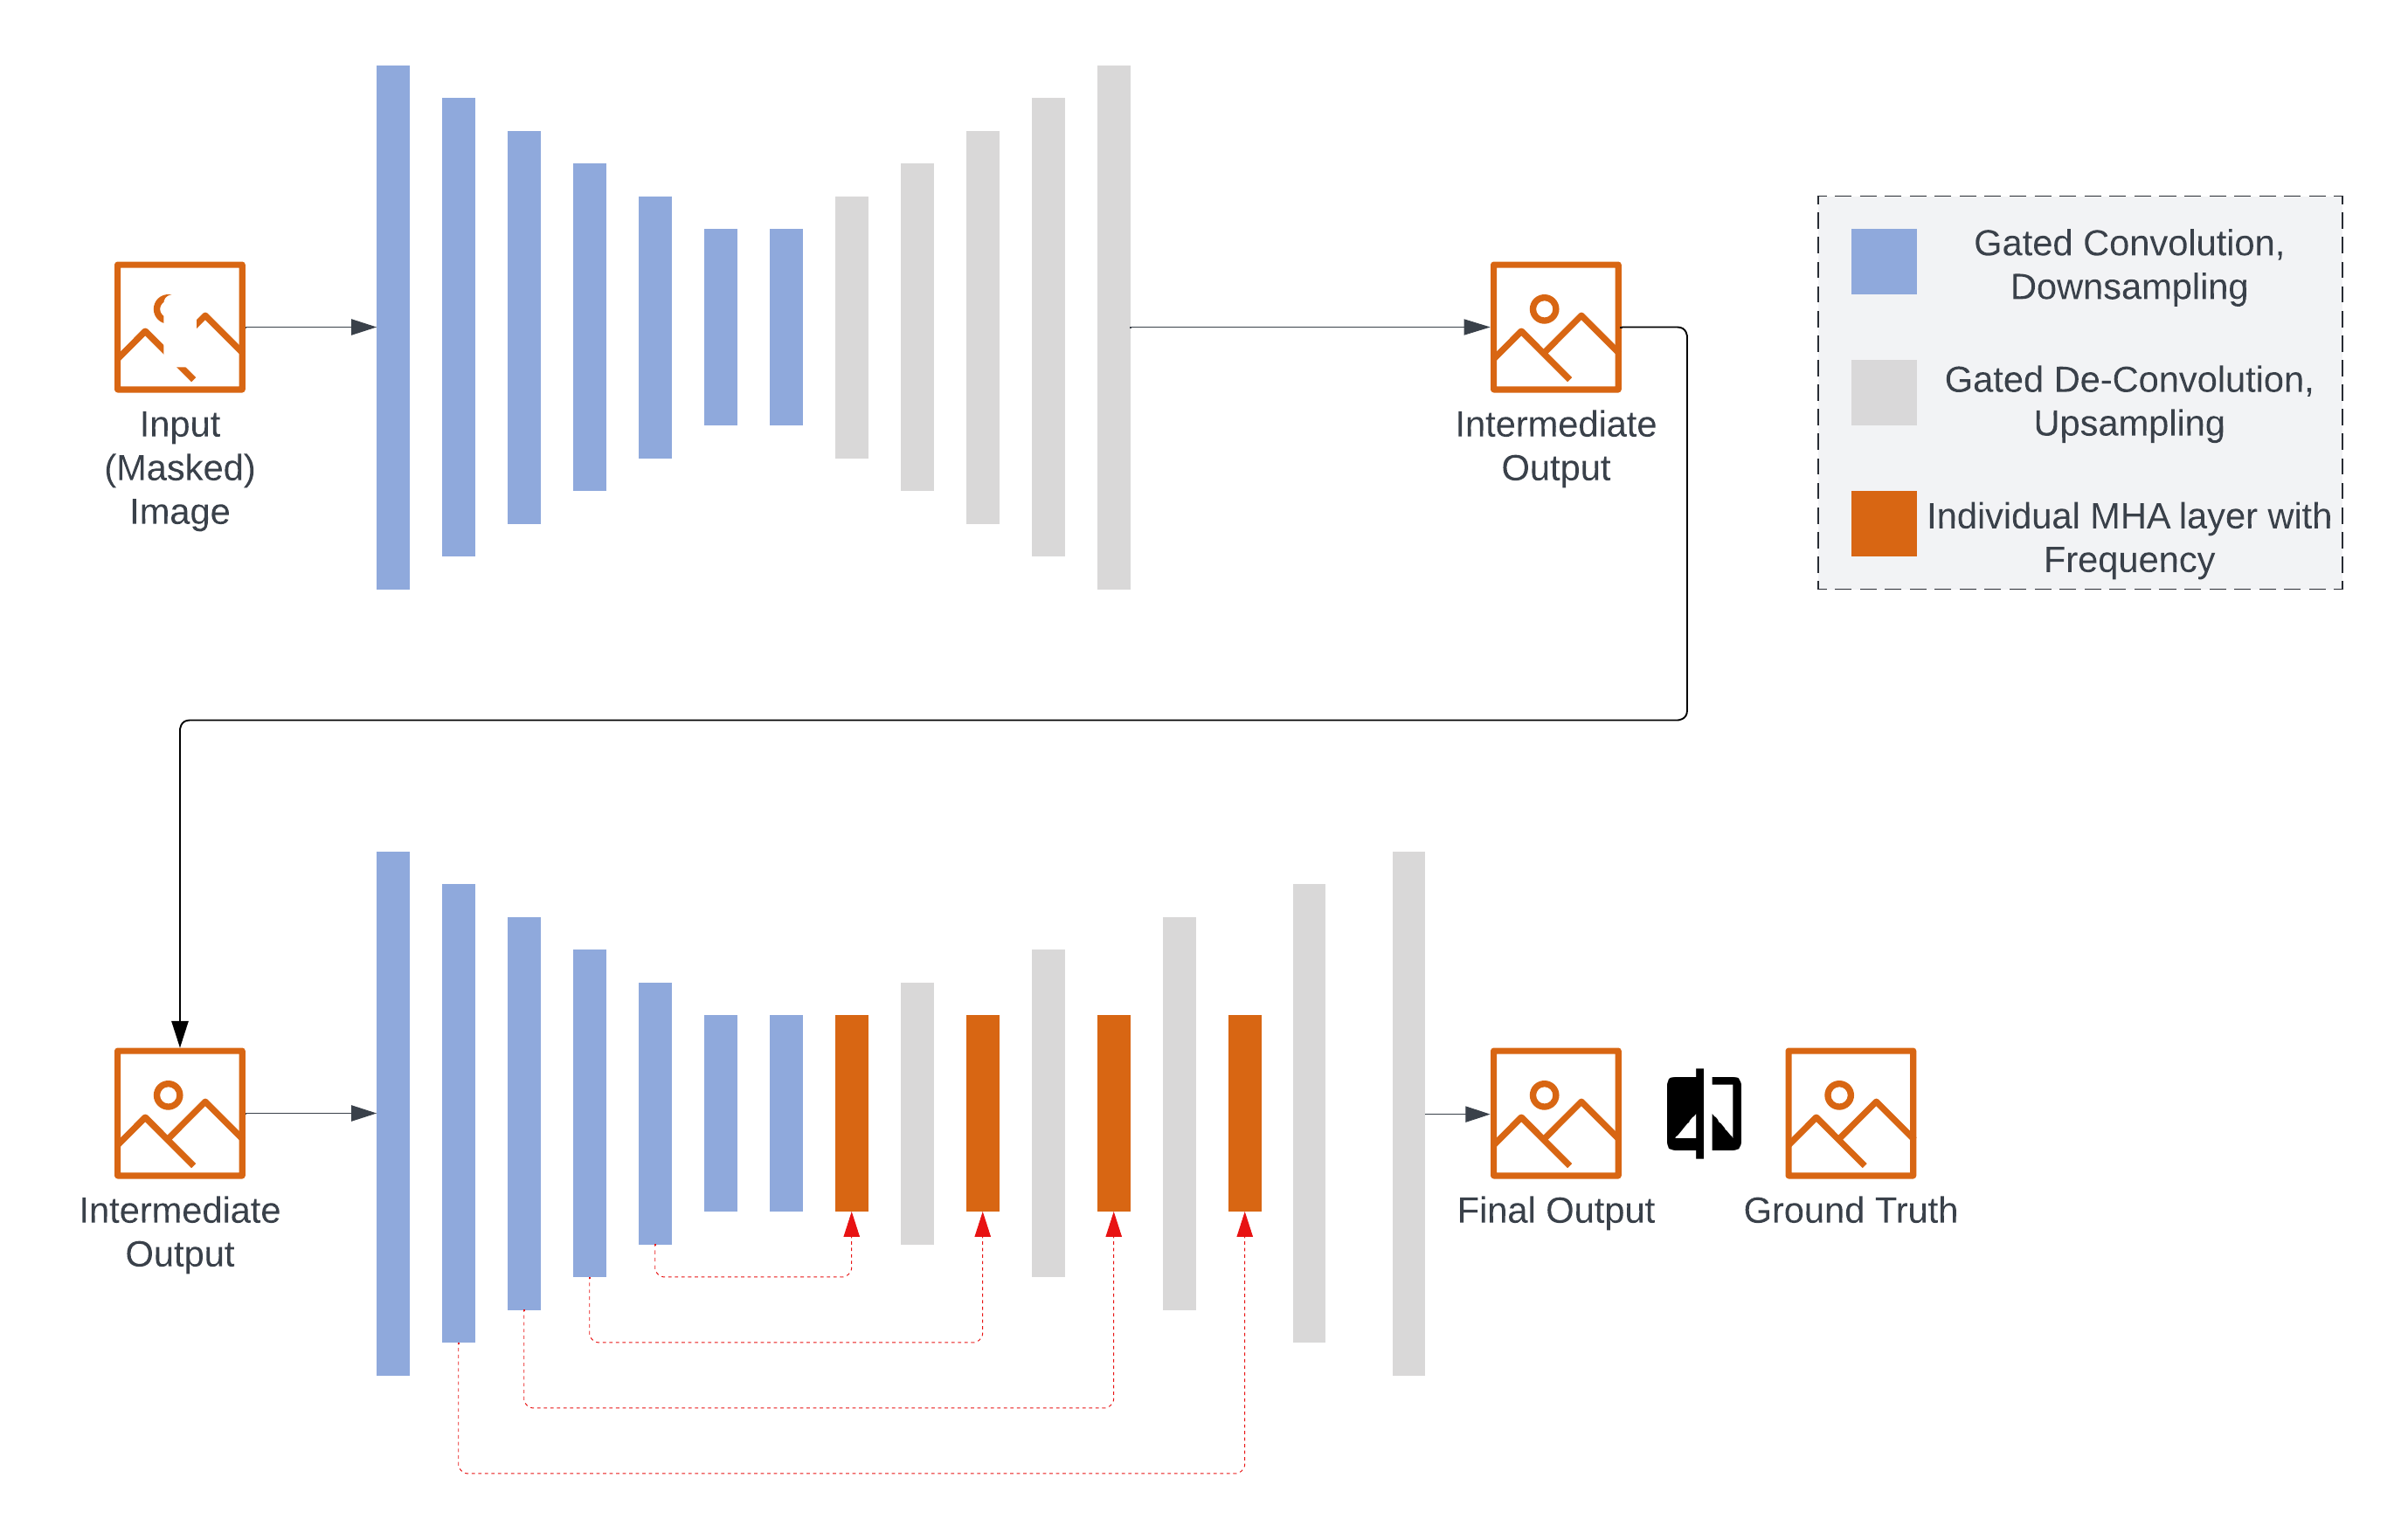 Input
(Masked)
Image
Intermediate
Output
Gated Convolution,
Downsampling
Gated De-Convolution,
Upsampling
Individual MHA layer with
Frequency
Intermediate
Output
Final Output
Ground Truth